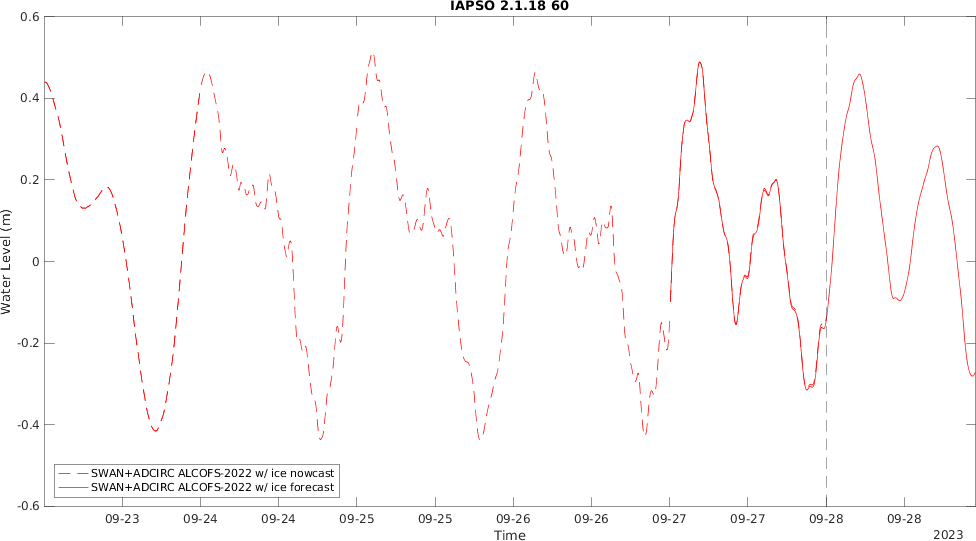 IAPSO 2.1.18 60
0.6
0.4
0.2
0
-0.2
-0.4
-0.6
Water Level (m)
SWAN+ADCIRC ALCOFS-2022 w/ ice nowcast
SWAN+ADCIRC ALCOFS-2022 w/ ice forecast
09-23 09-24 09-24 09-25 09-25 09-26 09-26 09-27 09-27 09-28 09-28
Time
2023